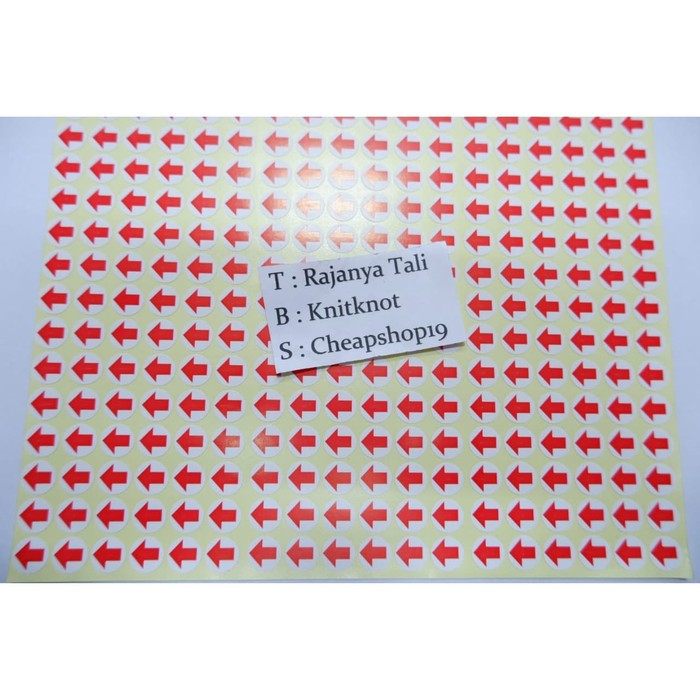 T : Rajanya Tali
B : Knitknot
S : Cheapshop19